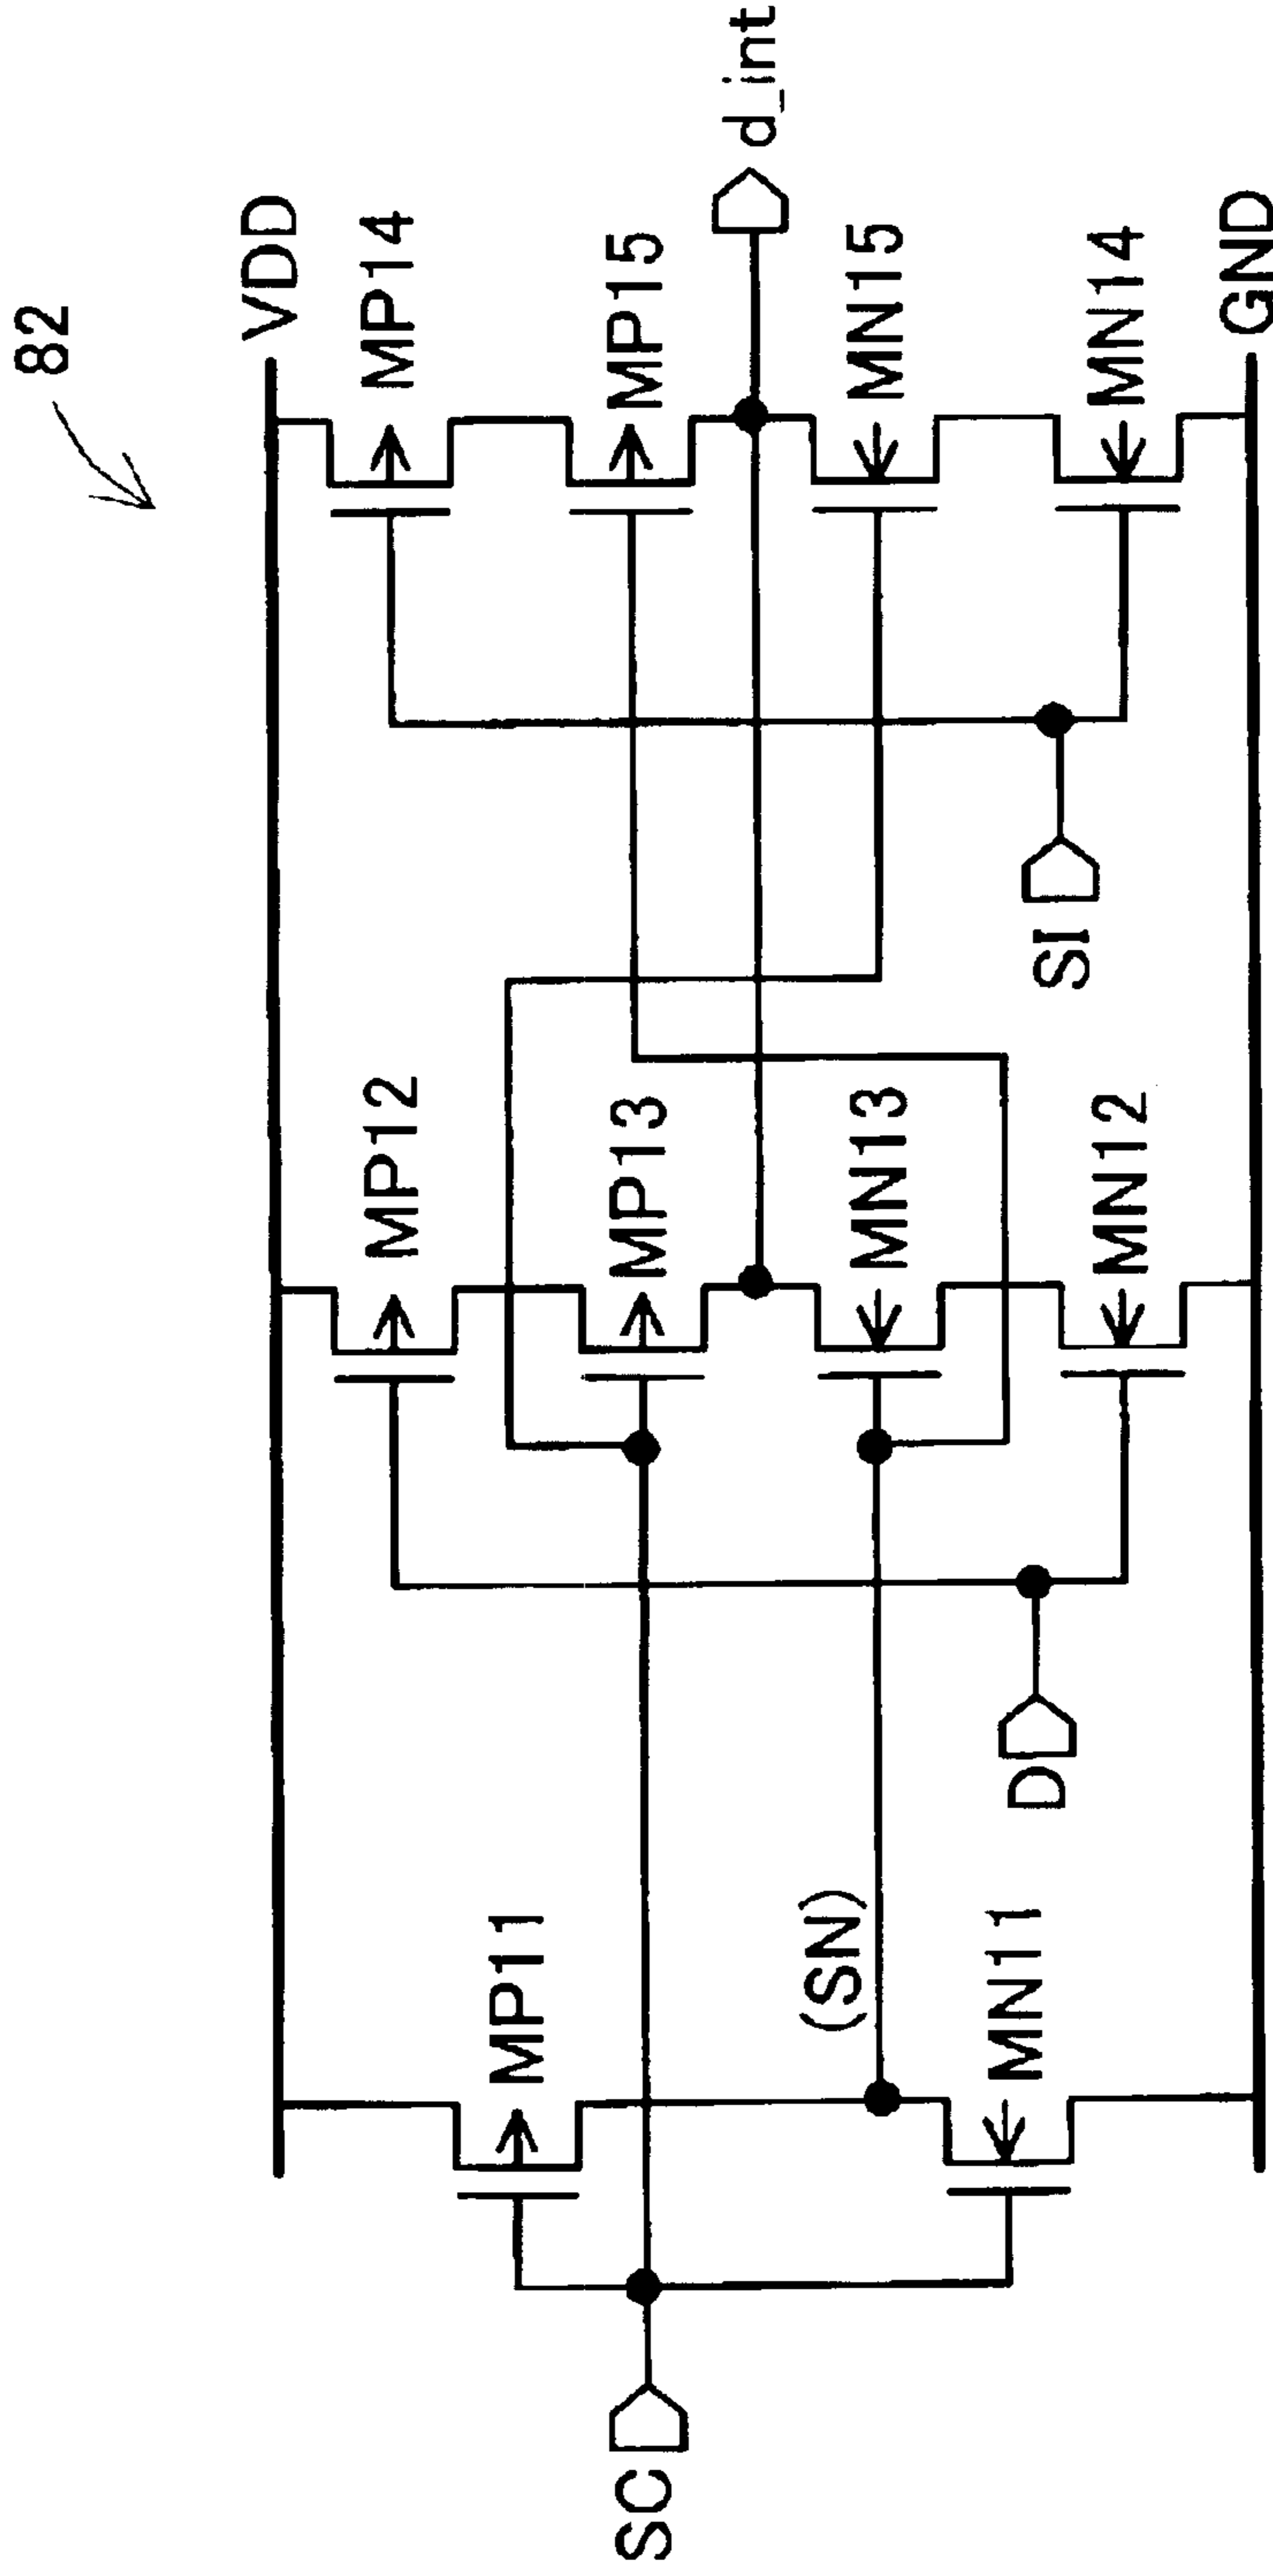 82
VDD
MP14
MP12
MP11
MP15
MP13
SC
d_int
(SN)
MN15
MN13
MN11
SI
D
MN14
MN12
GND